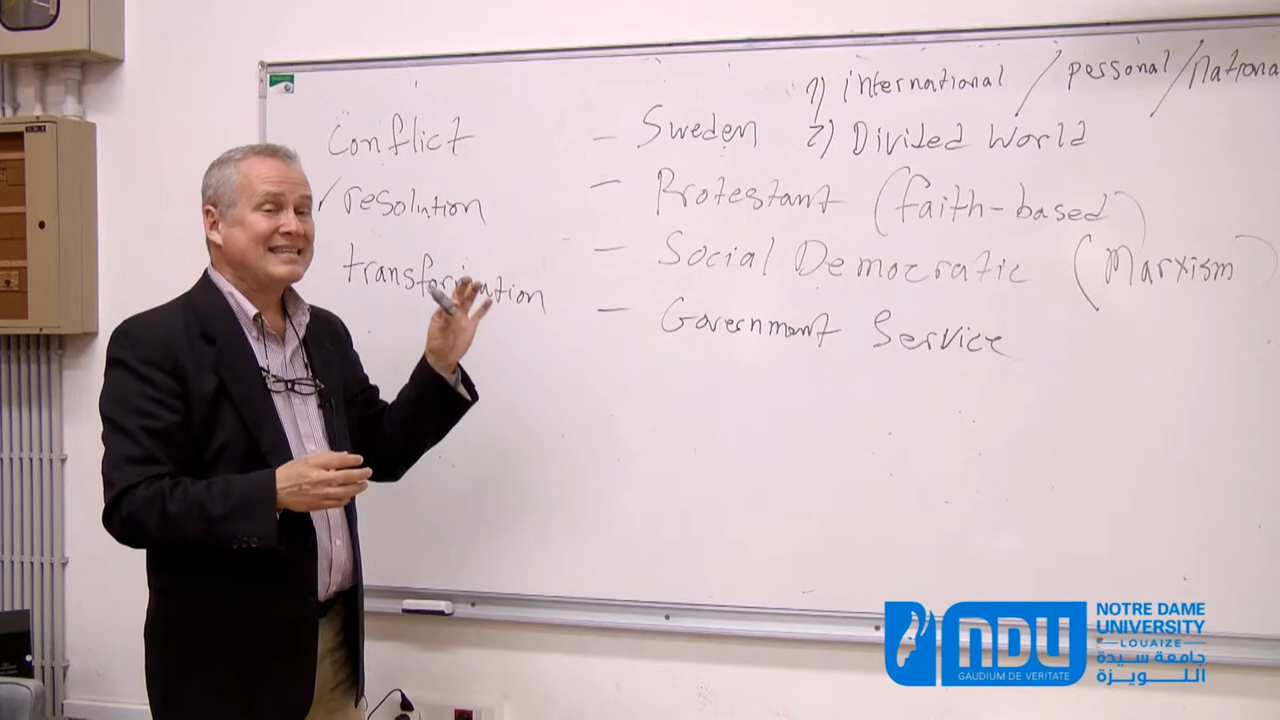 1) international / personal / nationa
Conflict
✓ resolution
transformation
– Sweden 2) Divided World
– Protestant (faith-based)
– Social Democratic (Marxism)
– Government Service
NDU
GAUDIUM DE VERITATE
NOTRE DAME
UNIVERSITY
LOUAIZE
جامعة سيدة
اللويزة